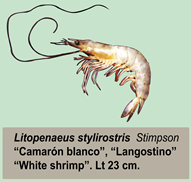 Litopenaeus stylirostris Stimpson
“Camarón blanco”, “Langostino”
“White shrimp”. Lt 23 cm.